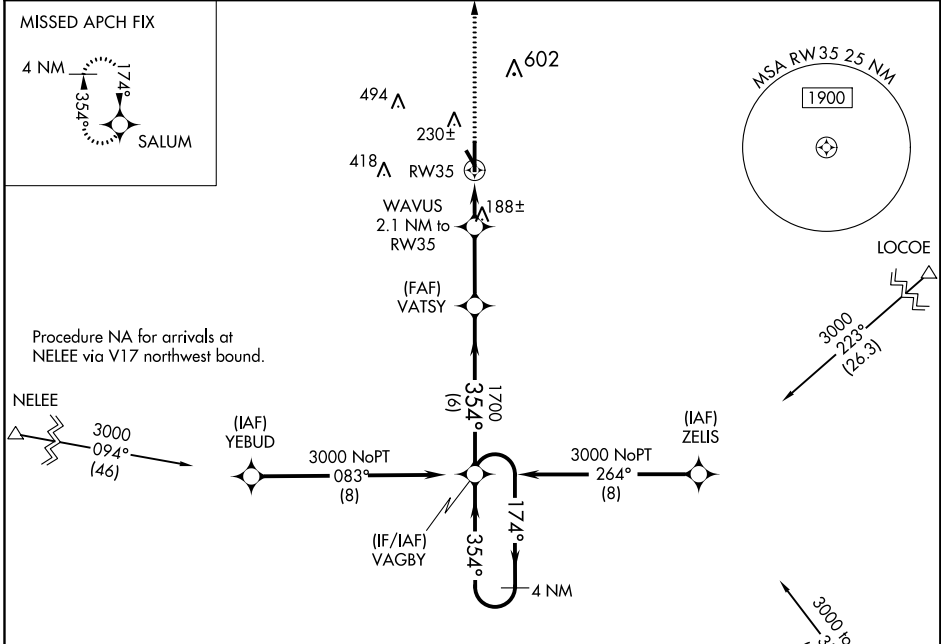 MISSED APCH FIX
4 NM
174°
354°
SALUM
602
494
230±
418
RW35
WAVUS
2.1 NM to
RW35
188±
MSA RW35 25 NM
1900
LOCOE
3000
223°
(26.3)
(FAF)
VATSY
Procedure NA for arrivals at
NELEE via V17 northwest bound.
NELEE
3000
094°
(46)
(IAF)
YEBUD
3000 NoPT
083°
(8)
1700
354°
(6)
(IAF)
ZELIS
3000 NoPT
264°
(8)
(IF/IAF)
VAGBY
354°
174°
4 NM
3000 to